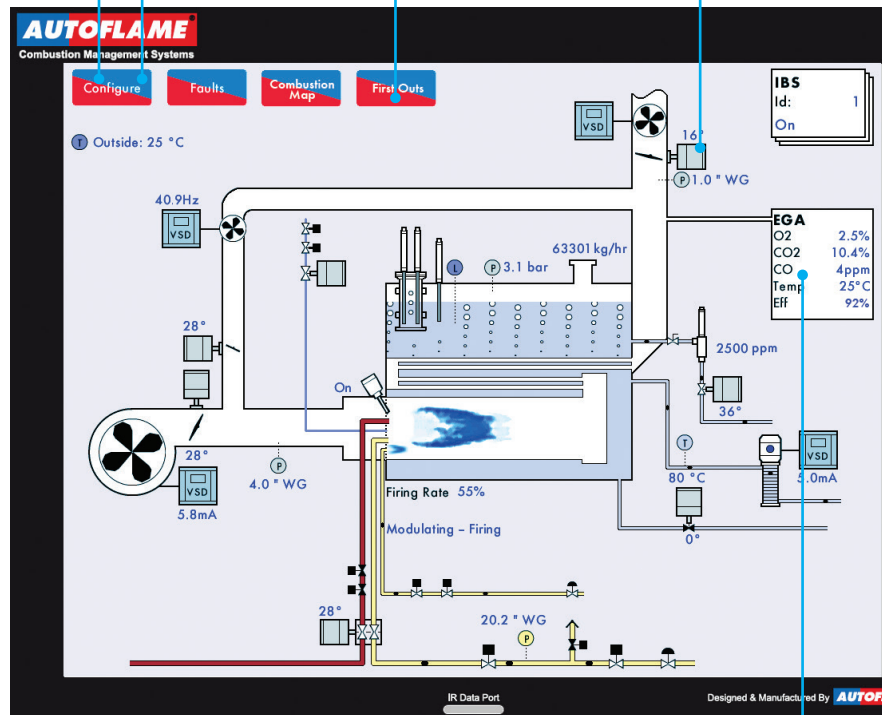 AUTOFLAME
Combustion Management Systems
Configure
Faults
Combustion
Map
First Outs
IBS
Id: 1
On
T Outside: 25 °C
VSD
16°
P 1.0 " WG
40.9Hz
VSD
EGA
O2 2.5%
CO2 10.4%
CO 4ppm
Temp 25°C
Eff 92%
63301 kg/hr
L
P 3.1 bar
28°
2500 ppm
On
36°
28°
P
4.0 " WG
VSD
5.8mA
T
80 °C
VSD
5.0mA
Firing Rate 55%
Modulating – Firing
0°
28°
20.2 " WG
P
IR Data Port
Designed & Manufactured By AUTOF